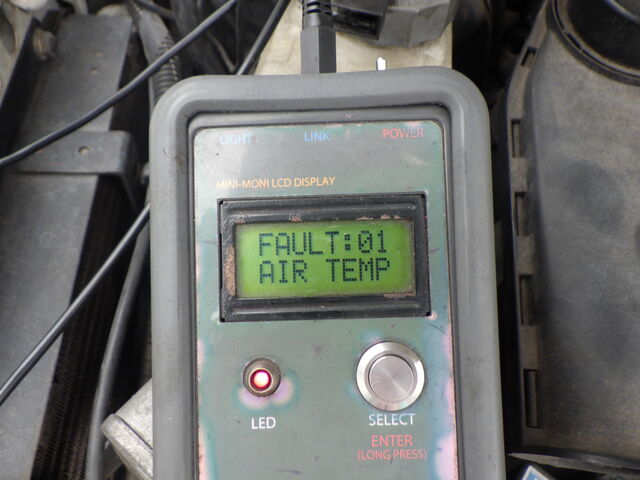 LIGHT LINK POWER
MINI-MONI LCD DISPLAY
FAULT:01
AIR TEMP
LED
SELECT
ENTER
(LONG PRESS)